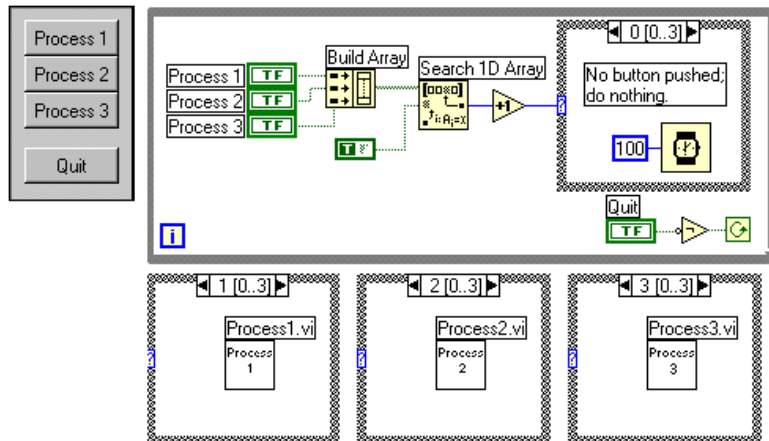 Process 1
Process 2
Process 3
Quit
0 [0..3]
Build Array
Search 1D Array
No button pushed;
do nothing.
Process 1 TF
Process 2 TF
Process 3 TF
+1
?
T
i:Ai=X
100
Quit
TF
i
1 [0..3]
2 [0..3]
3 [0..3]
Process1.vi
Process2.vi
Process3.vi
?
Process
1
?
Process
2
?
Process
3